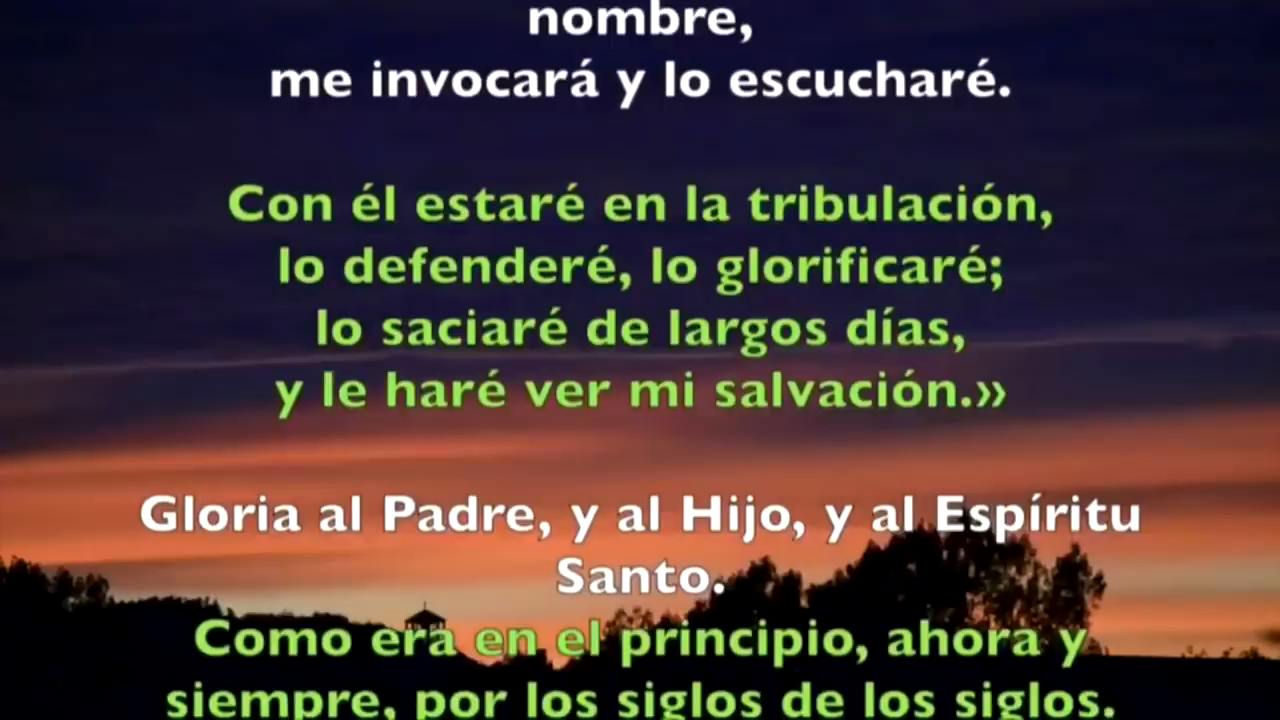 nombre,
me invocará y lo escucharé.
Con él estaré en la tribulación,
lo defenderé, lo glorificaré;
lo saciaré de largos días,
y le haré ver mi salvación.»
Gloria al Padre, y al Hijo, y al Espíritu
Santo.
Como era en el principio, ahora y
siempre, por los siglos de los siglos.